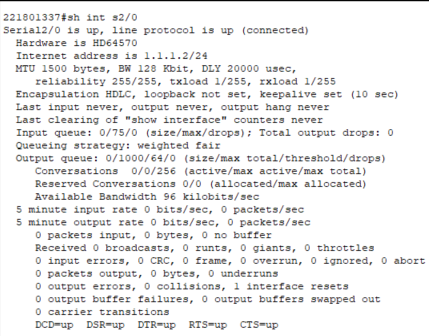 221801337#sh int s2/0
Serial2/0 is up, line protocol is up (connected)
Hardware is HD64570
Internet address is 1.1.1.2/24
MTU 1500 bytes, BW 128 Kbit, DLY 20000 usec,
reliability 255/255, txload 1/255, rxload 1/255
Encapsulation HDLC, loopback not set, keepalive set (10 sec)
Last input never, output never, output hang never
Last clearing of "show interface" counters never
Input queue: 0/75/0 (size/max/drops); Total output drops: 0
Queueing strategy: weighted fair
Output queue: 0/1000/64/0 (size/max total/threshold/drops)
Conversations 0/0/256 (active/max active/max total)
Reserved Conversations 0/0 (allocated/max allocated)
Available Bandwidth 96 kilobits/sec
5 minute input rate 0 bits/sec, 0 packets/sec
5 minute output rate 0 bits/sec, 0 packets/sec
0 packets input, 0 bytes, 0 no buffer
Received 0 broadcasts, 0 runts, 0 giants, 0 throttles
0 input errors, 0 CRC, 0 frame, 0 overrun, 0 ignored, 0 abort
0 packets output, 0 bytes, 0 underruns
0 output errors, 0 collisions, 1 interface resets
0 output buffer failures, 0 output buffers swapped out
0 carrier transitions
DCD=up DSR=up DTR=up RTS=up CTS=up